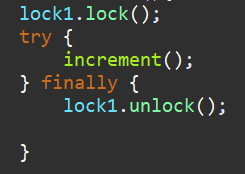 lock1.lock();
try {
    increment();
} finally {
    lock1.unlock();

}